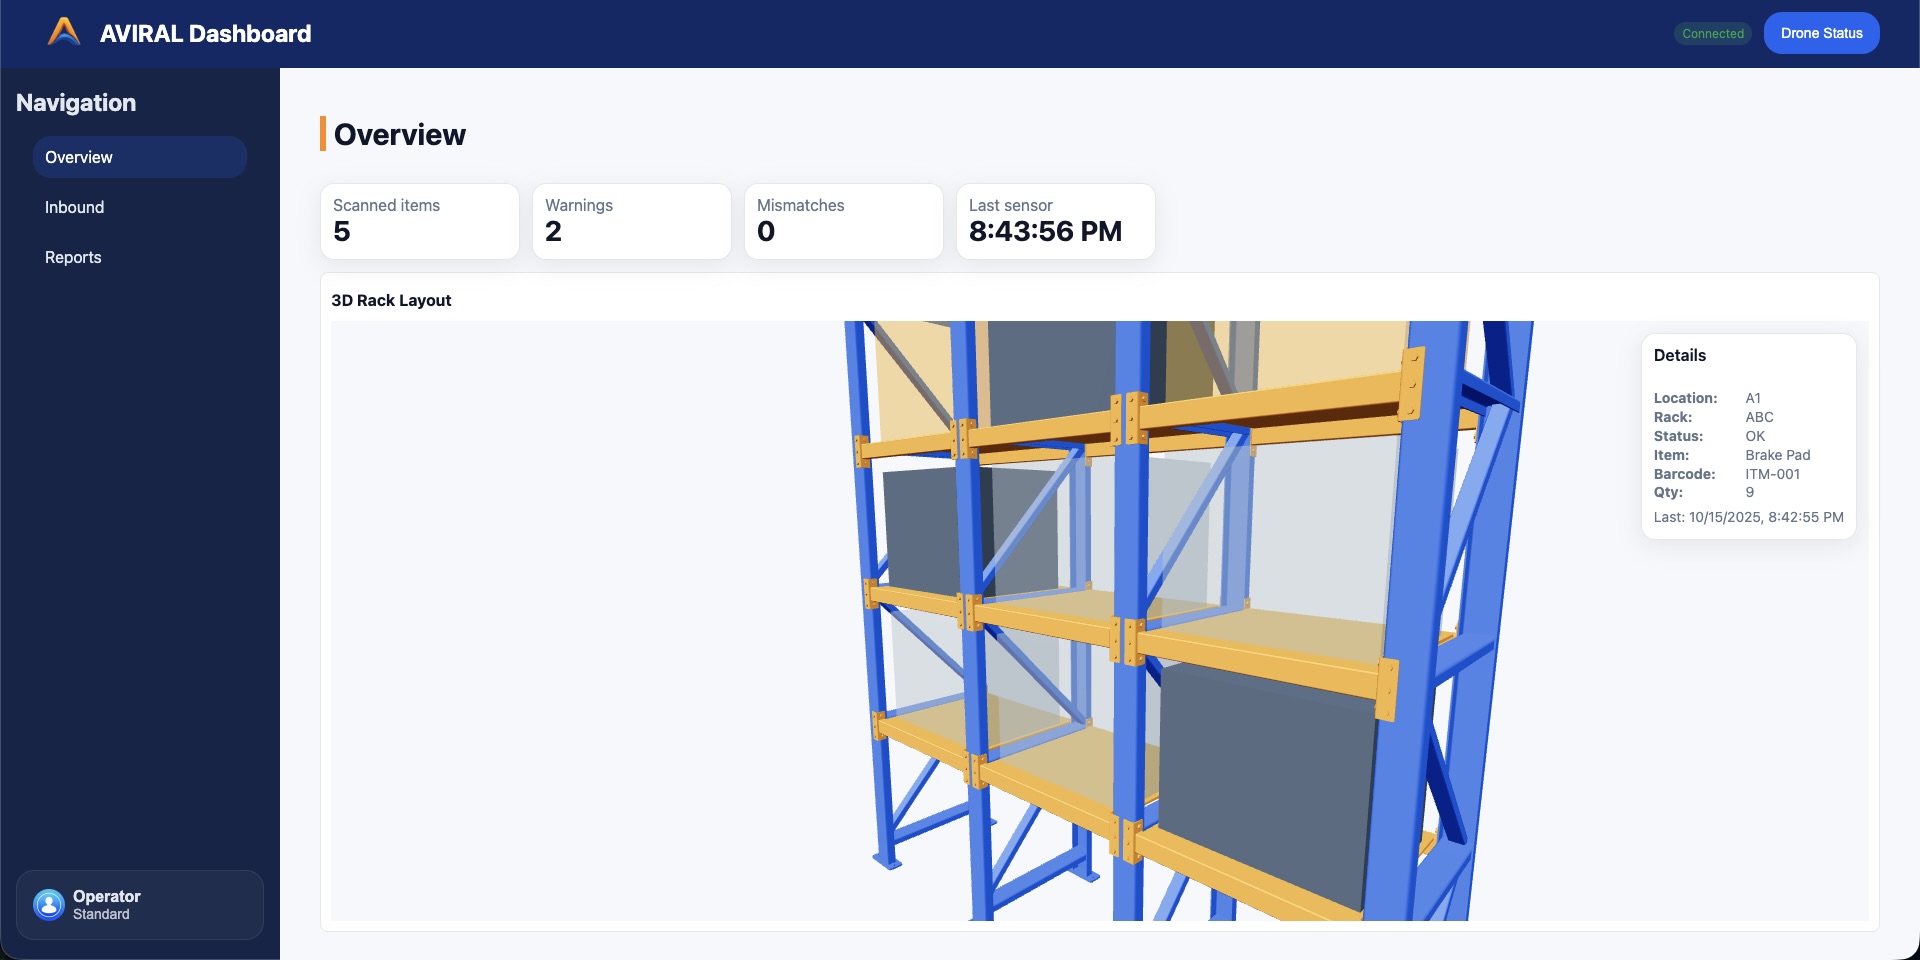 AVIRAL Dashboard
Connected
Drone Status
Navigation
Overview
Inbound
Reports
Operator
Standard
Overview
Scanned items
5
Warnings
2
Mismatches
0
Last sensor
8:43:56 PM
3D Rack Layout
Details
Location: A1
Rack: ABC
Status: OK
Item: Brake Pad
Barcode: ITM-001
Qty: 9
Last: 10/15/2025, 8:42:55 PM